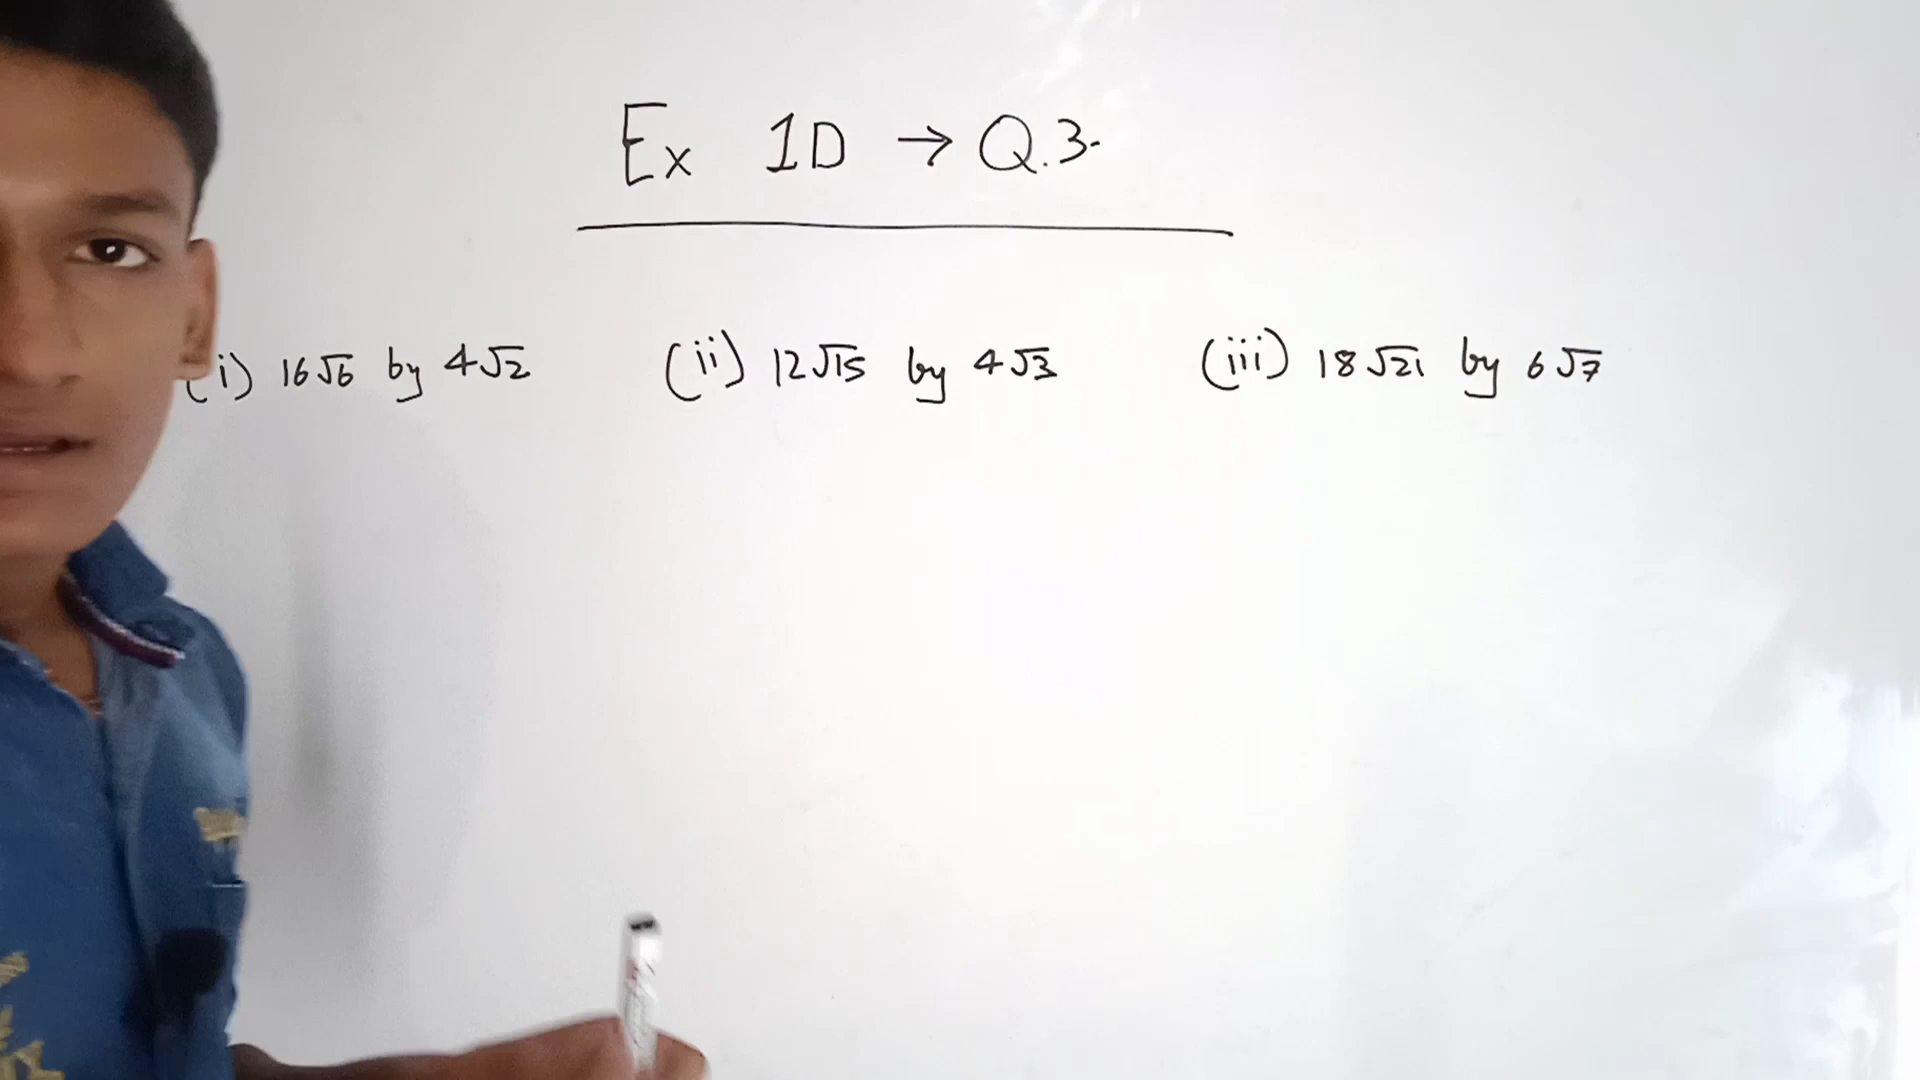 Ex 1D → Q.3.
(i) 16√6 by 4√2 (ii) 12√15 by 4√3 (iii) 18√21 by 6√7